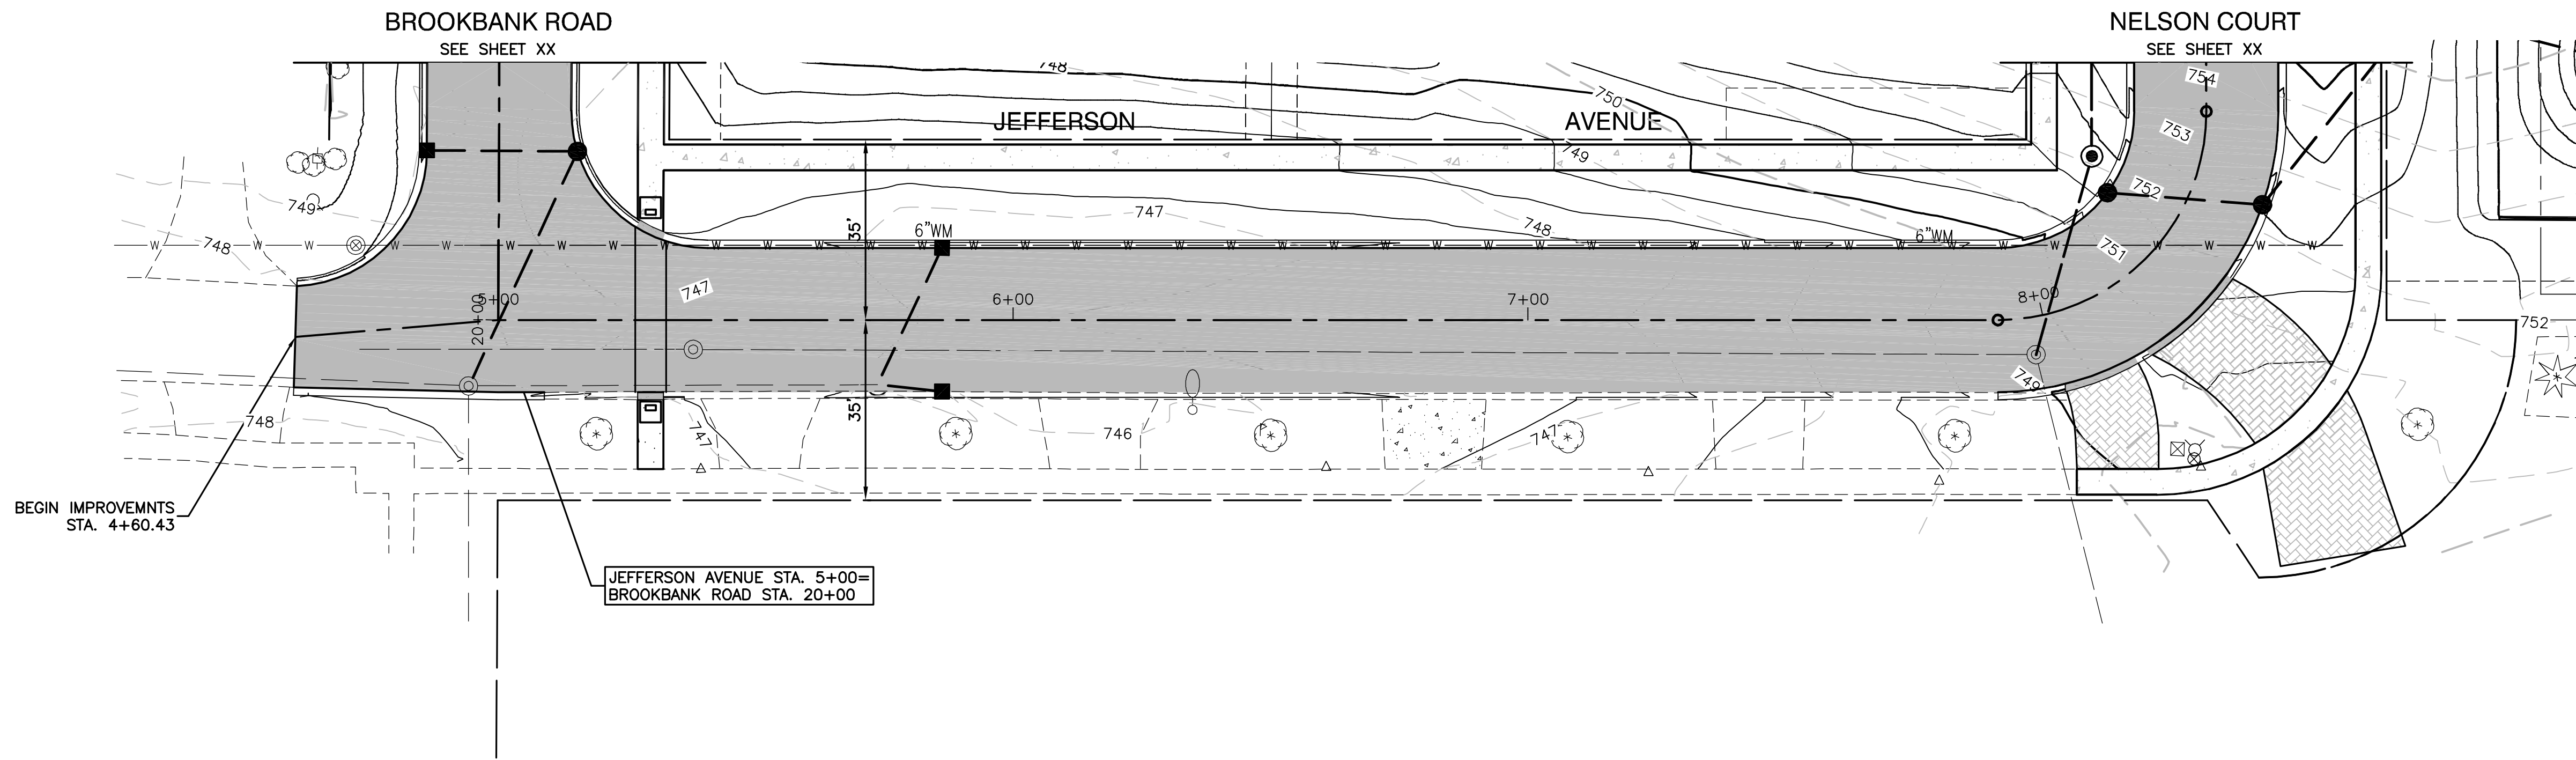 BROOKBANK ROAD
SEE SHEET XX
NELSON COURT
SEE SHEET XX
748
754
750
JEFFERSON AVENUE
753
749
752
749
747
748
35'
6"WM
748
6"WM
751
W W W W W W W W W W W W W W W W W W W W W W W W W W W W W W W W W W W W W W W W W W W
747
5+00
20+00
6+00
7+00
8+00
752
749
35'
748
747
746
747
BEGIN IMPROVEMNTS
STA. 4+60.43
JEFFERSON AVENUE STA. 5+00=
BROOKBANK ROAD STA. 20+00